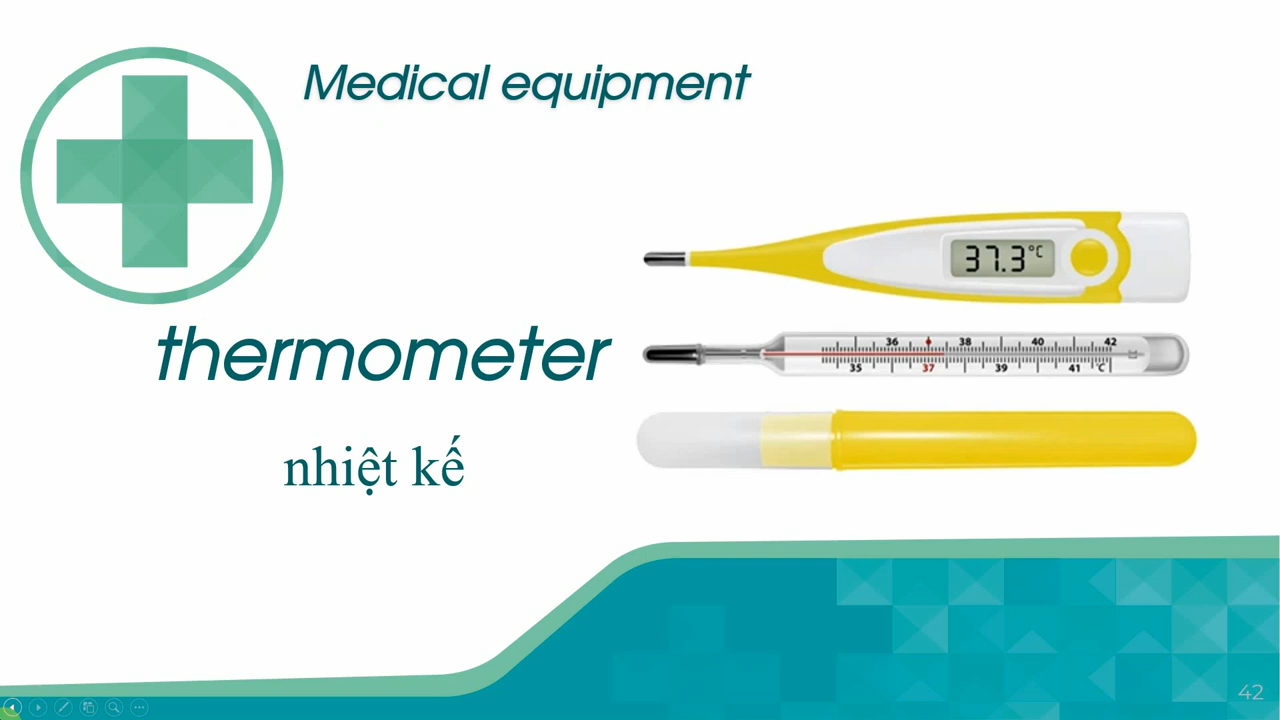 Medical equipment
37.3°C
thermometer
36 38 40 42
35 37 39 41 °C
nhiệt kế
42